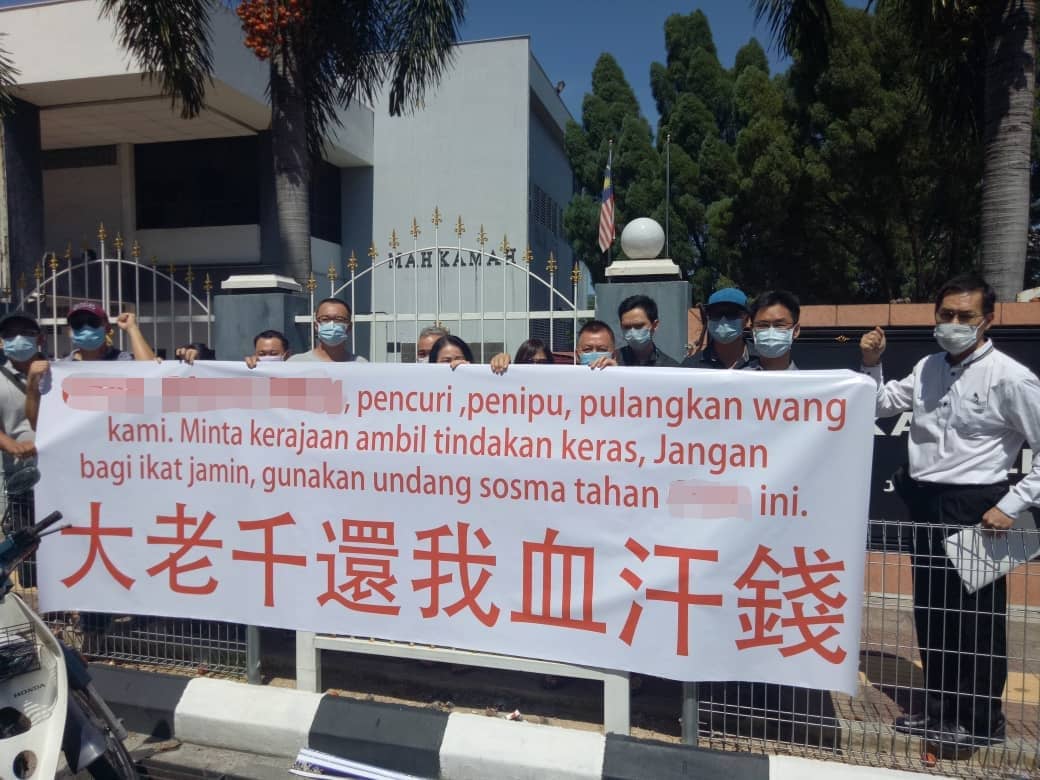 MAHKAMAH
, pencuri ,penipu, pulangkan wang
kami. Minta kerajaan ambil tindakan keras, Jangan
bagi ikat jamin, gunakan undang sosma tahan ini.
大老千還我血汗錢
HONDA